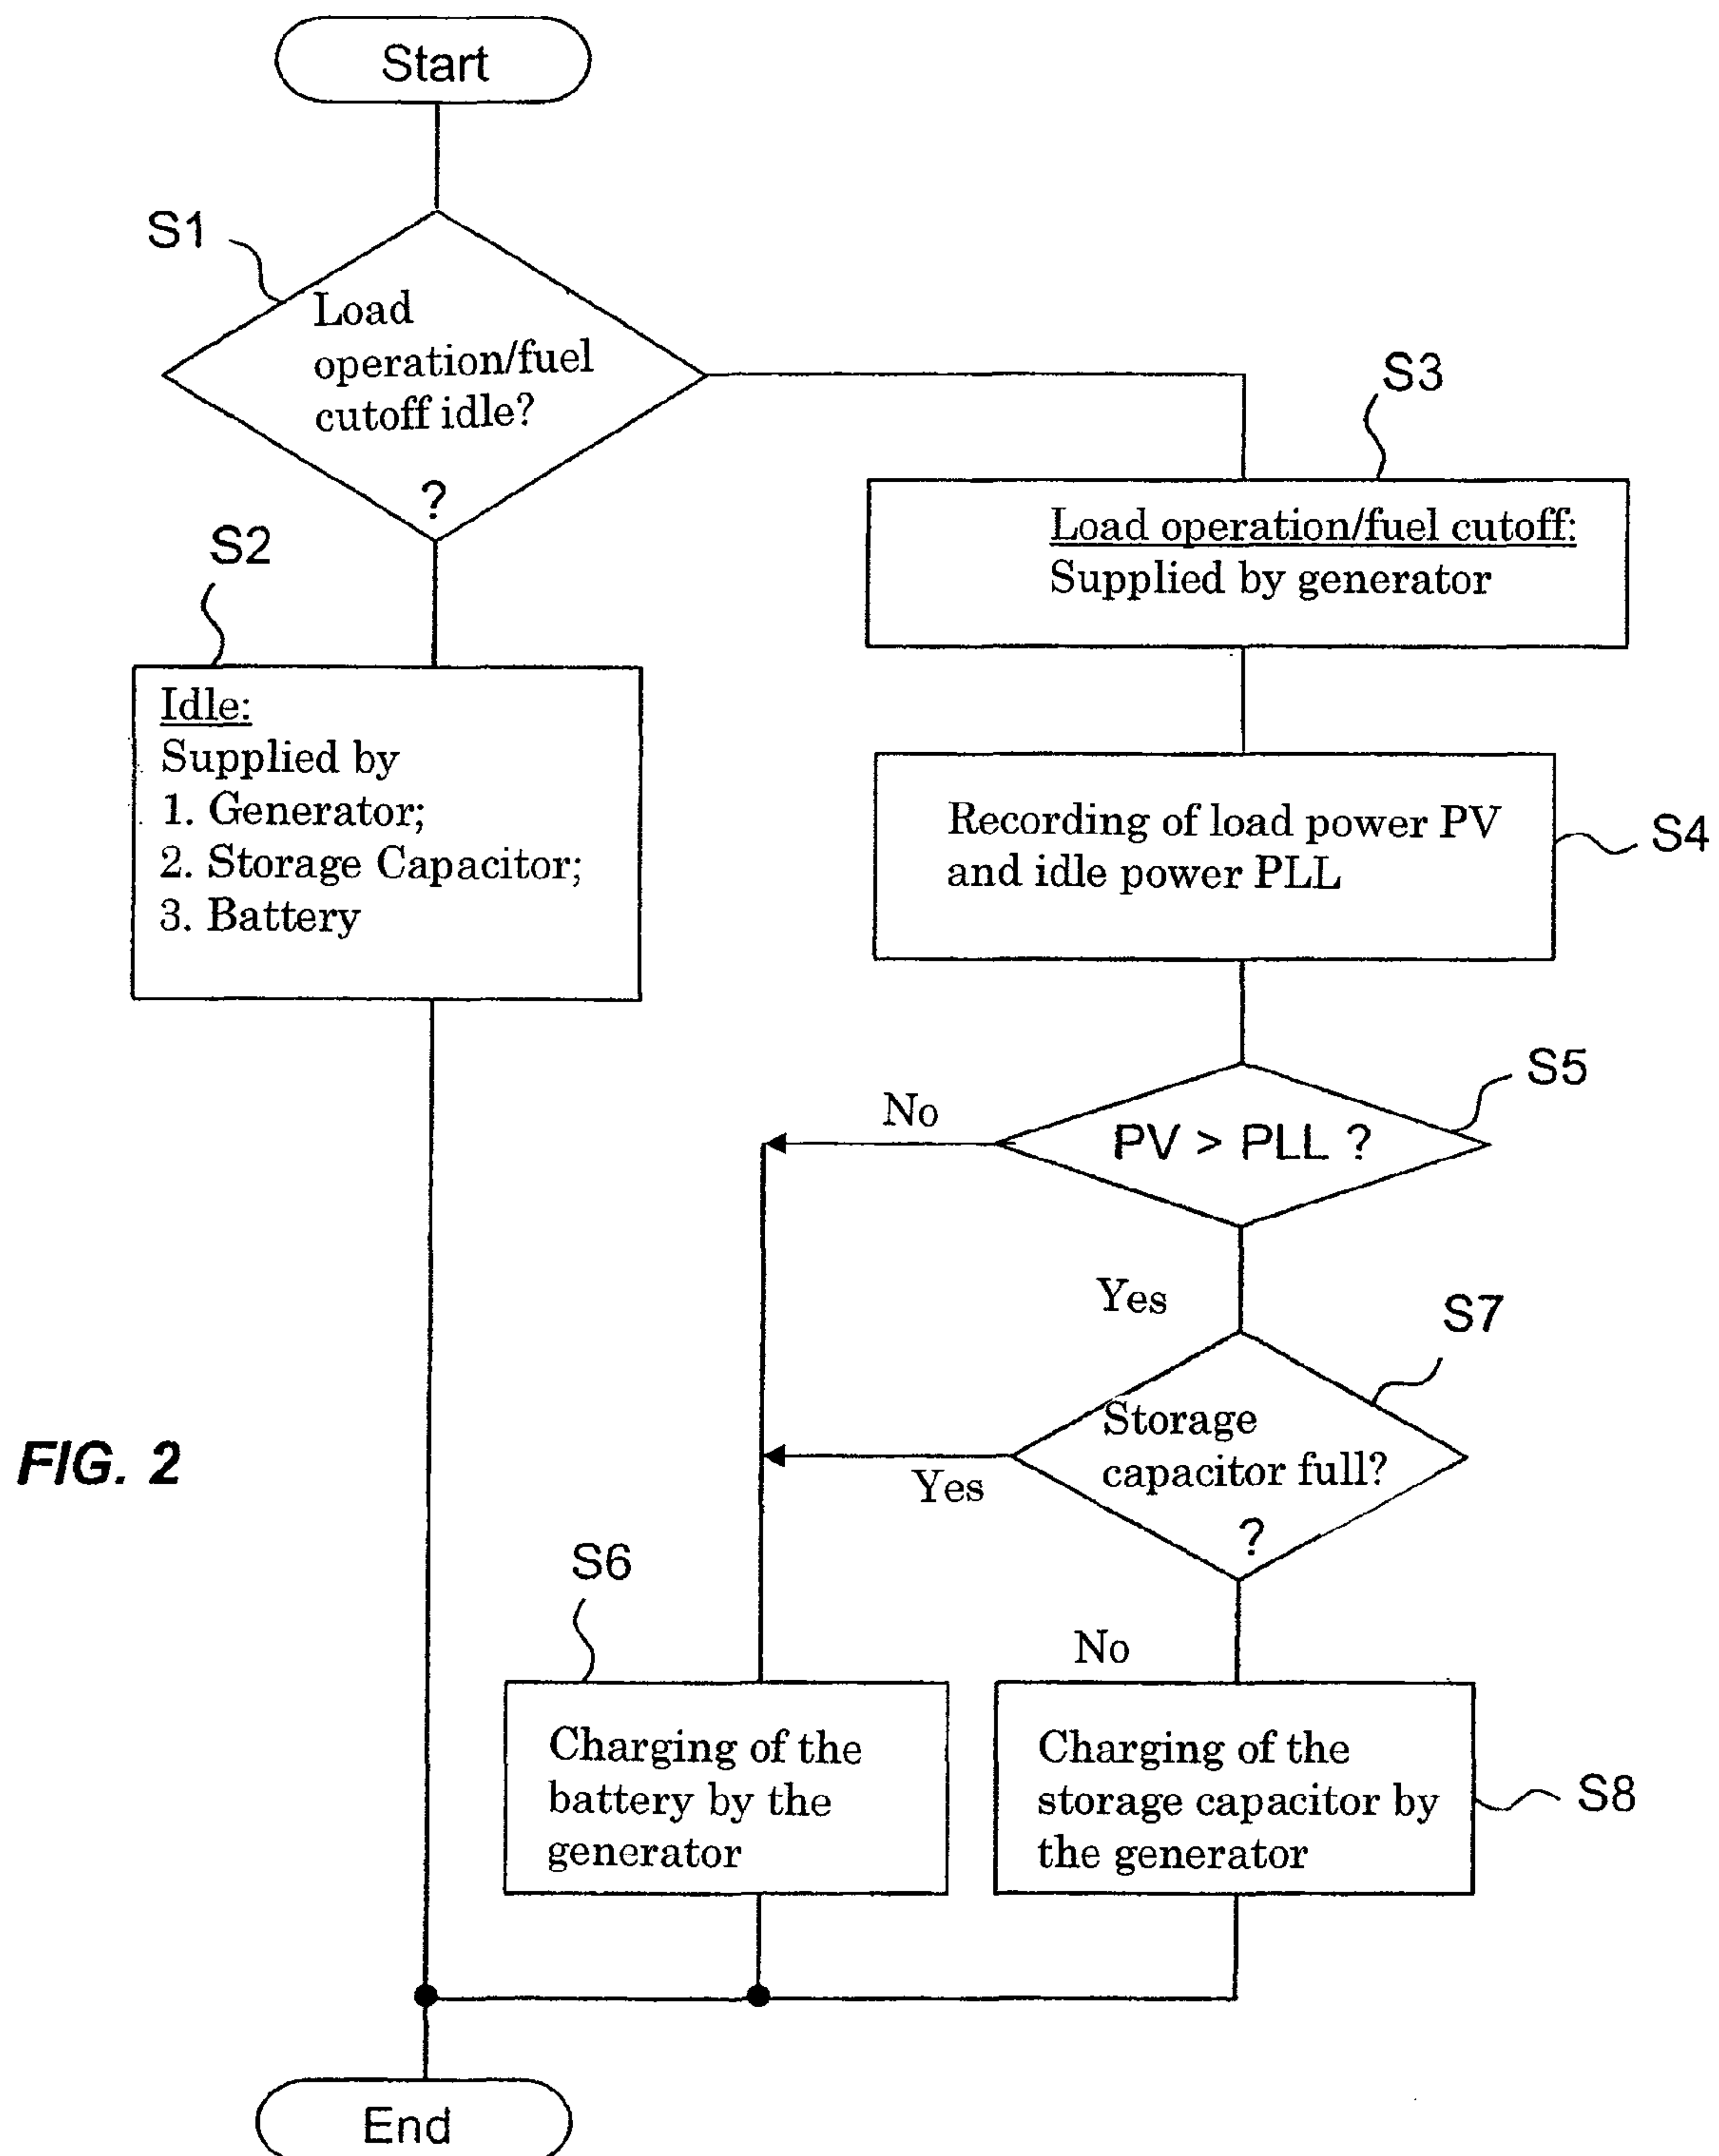 Start
S1
Load
operation/fuel
cutoff idle?
?
S3
Load operation/fuel cutoff:
Supplied by generator
S2
Idle:
Supplied by
1. Generator;
2. Storage Capacitor;
3. Battery
Recording of load power PV
and idle power PLL
S4
S5
No
PV > PLL ?
Yes
S7
Storage
capacitor full?
?
Yes
FIG. 2
S6
No
Charging of the
battery by the
generator
Charging of the
storage capacitor by
the generator
S8
End